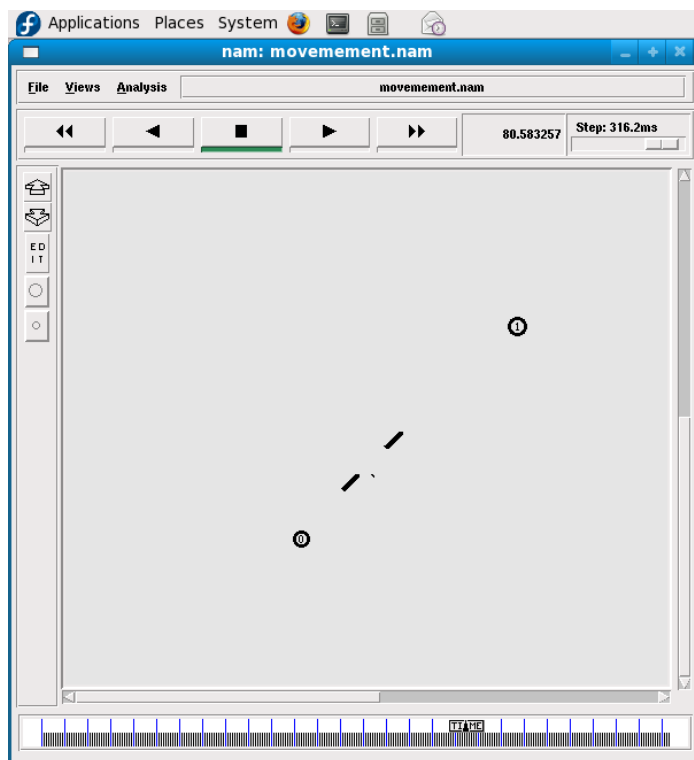 Applications Places System
nam: movemement.nam
File Views Analysis movemement.nam
80.583257 Step: 316.2ms
ED
IT
1
0
TIME